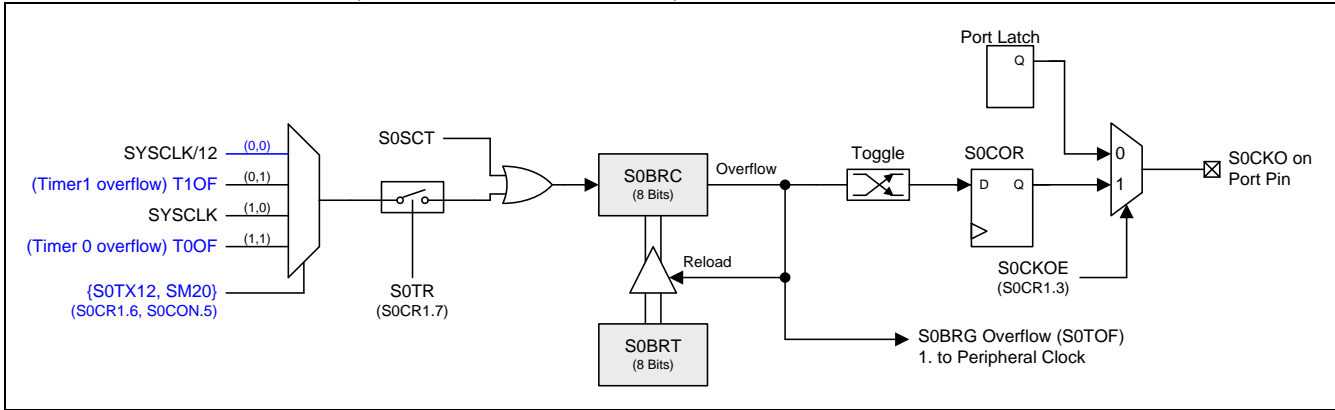 Port Latch
Q
SYSCLK/12 (0,0)
(Timer1 overflow) T1OF (0,1)
SYSCLK (1,0)
(Timer 0 overflow) T0OF (1,1)
{S0TX12, SM20}
(S0CR1.6, S0CON.5)
S0SCT
S0TR
(S0CR1.7)
S0BRC
(8 Bits)
Overflow
Reload
S0BRT
(8 Bits)
Toggle
S0COR
D Q
0
1
S0CKO on
Port Pin
S0CKOE
(S0CR1.3)
S0BRG Overflow (S0TOF)
1. to Peripheral Clock